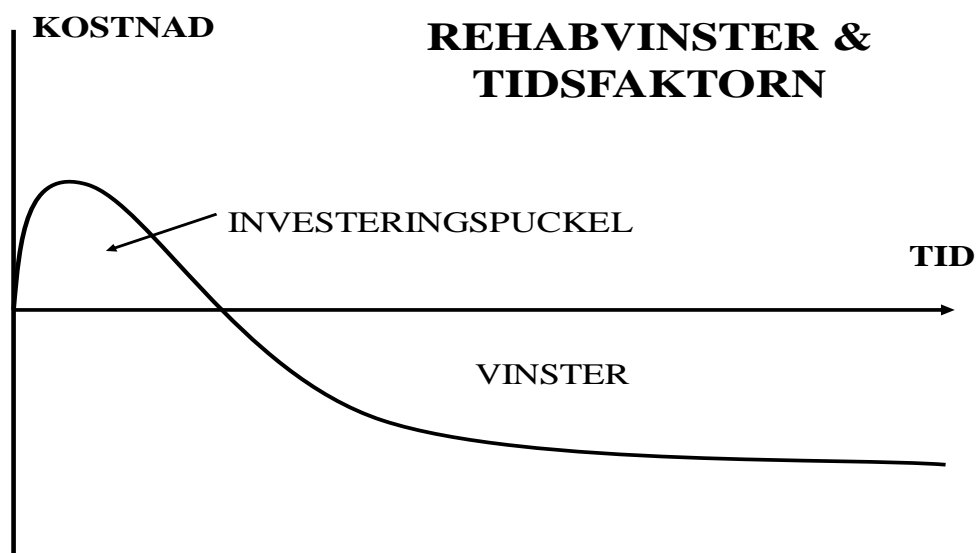 KOSTNAD
REHABVINSTER &
TIDSFAKTORN
INVESTERINGSPUCKEL
TID
VINSTER